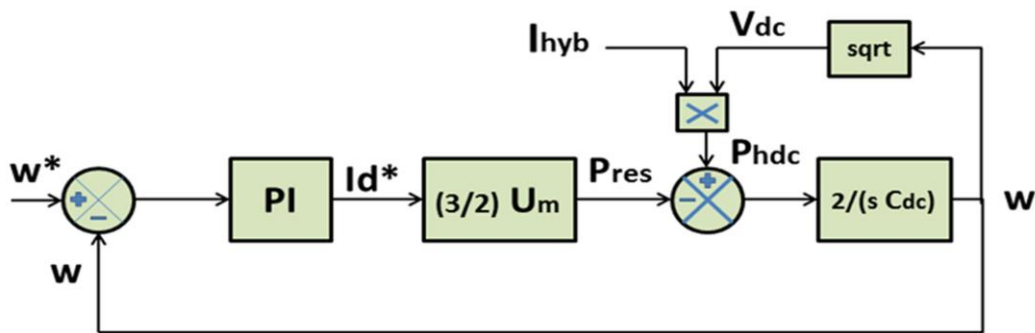 Ihyb
Vdc
sqrt
w*
PI
Id*
(3/2) Um
Pres
Phdc
2/(s Cdc)
w
w